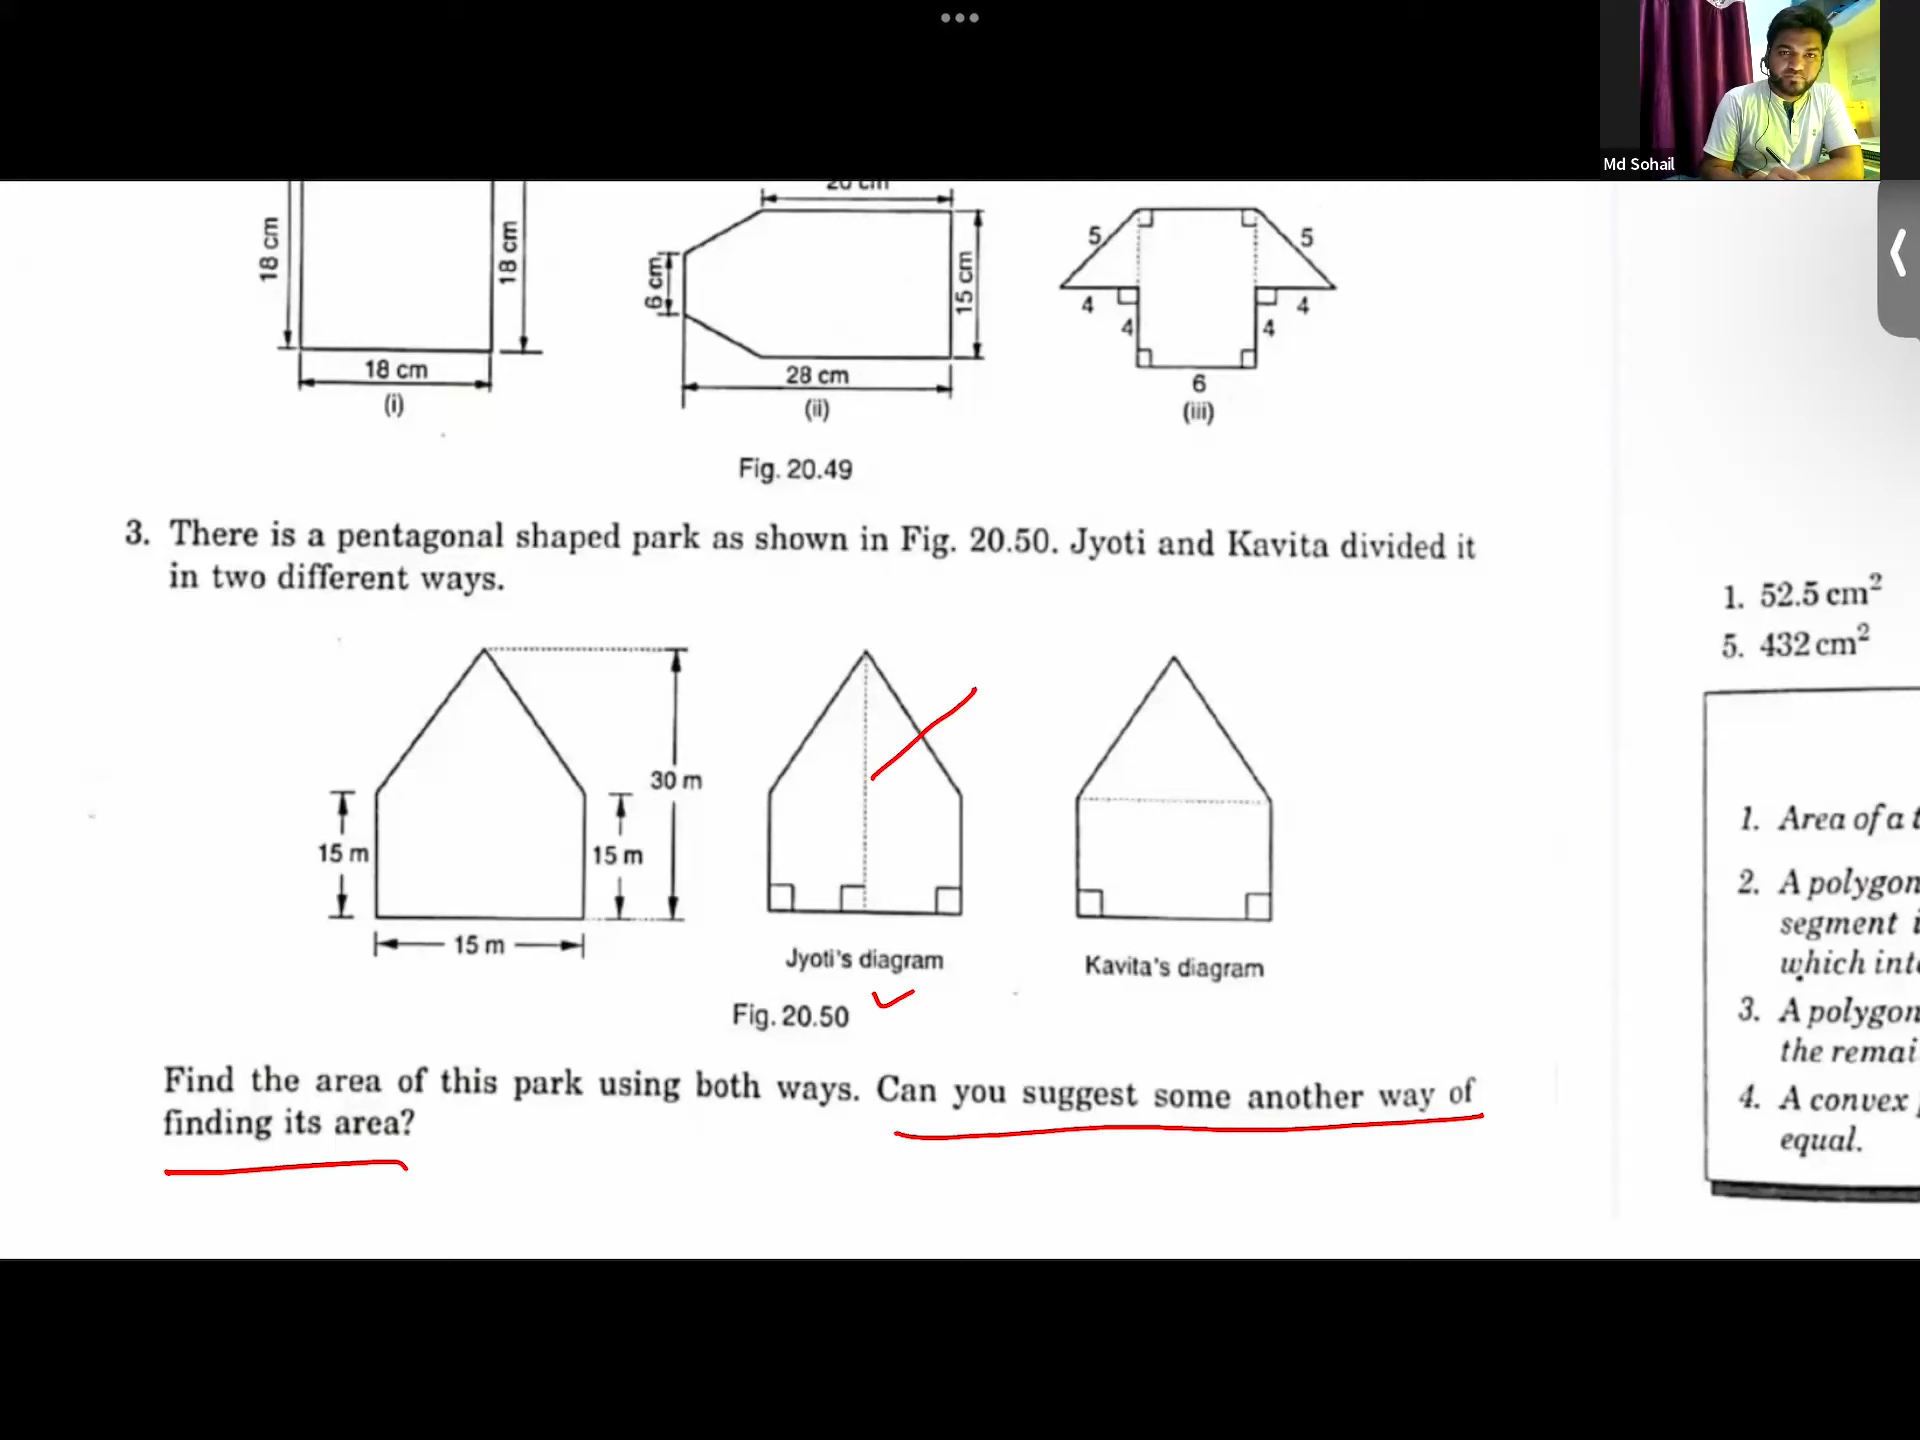 Md Sohail
20 cm
18 cm
18 cm
18 cm
(i)
6 cm
15 cm
28 cm
(ii)
5
5
4
4
4
4
6
(iii)
Fig. 20.49
3. There is a pentagonal shaped park as shown in Fig. 20.50. Jyoti and Kavita divided it
in two different ways.
30 m
15 m
15 m
15 m
Jyoti's diagram
Kavita's diagram
Fig. 20.50
Find the area of this park using both ways. Can you suggest some another way of
finding its area?
1. 52.5 cm²
5. 432 cm²
1. Area of a t
2. A polygon
segment i
which inte
3. A polygon
the remai
4. A convex p
equal.